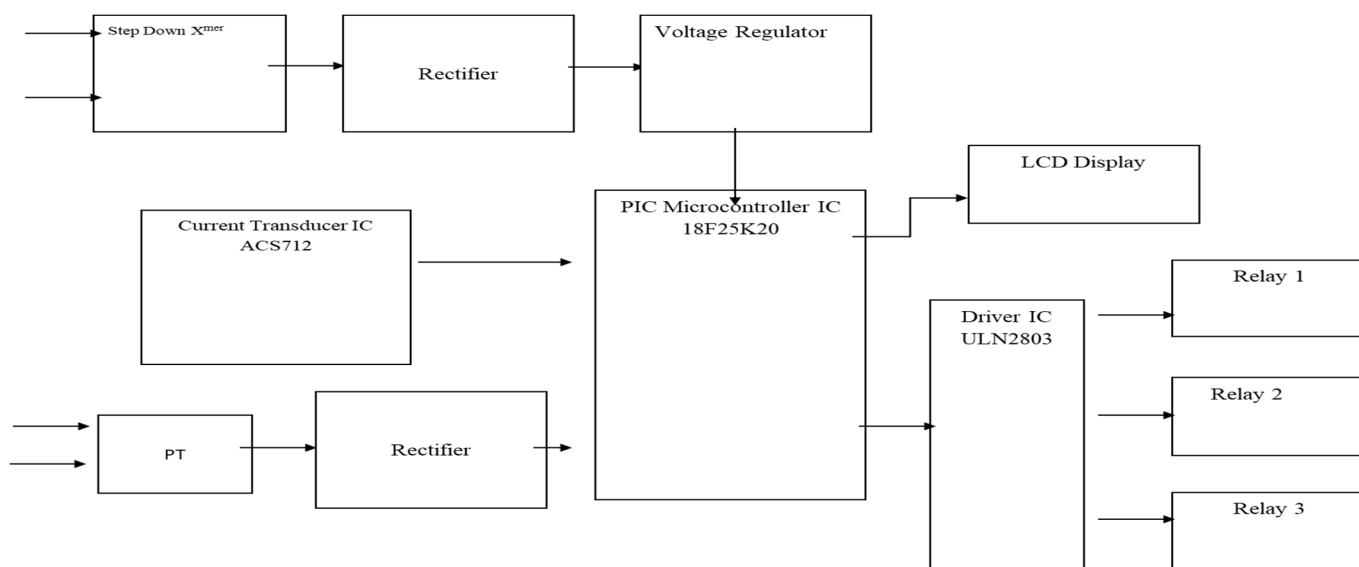 Step Down Xmer
Rectifier
Voltage Regulator
LCD Display
PIC Microcontroller IC
18F25K20
Current Transducer IC
ACS712
Relay 1
Driver IC
ULN2803
Relay 2
PT
Rectifier
Relay 3